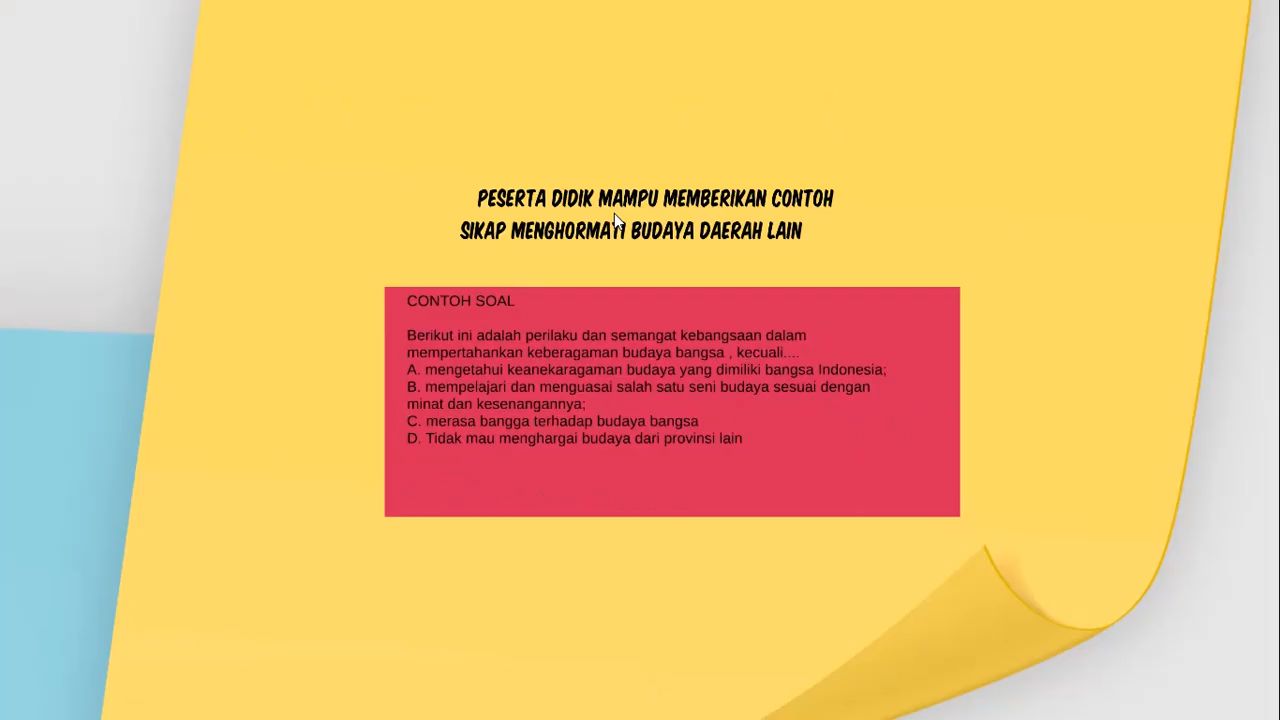 PESERTA DIDIK MAMPU MEMBERIKAN CONTOH
SIKAP MENGHORMATI BUDAYA DAERAH LAIN
CONTOH SOAL
Berikut ini adalah perilaku dan semangat kebangsaan dalam
mempertahankan keberagaman budaya bangsa , kecuali....
A. mengetahui keanekaragaman budaya yang dimiliki bangsa Indonesia;
B. mempelajari dan menguasai salah satu seni budaya sesuai dengan
minat dan kesenangannya;
C. merasa bangga terhadap budaya bangsa
D. Tidak mau menghargai budaya dari provinsi lain